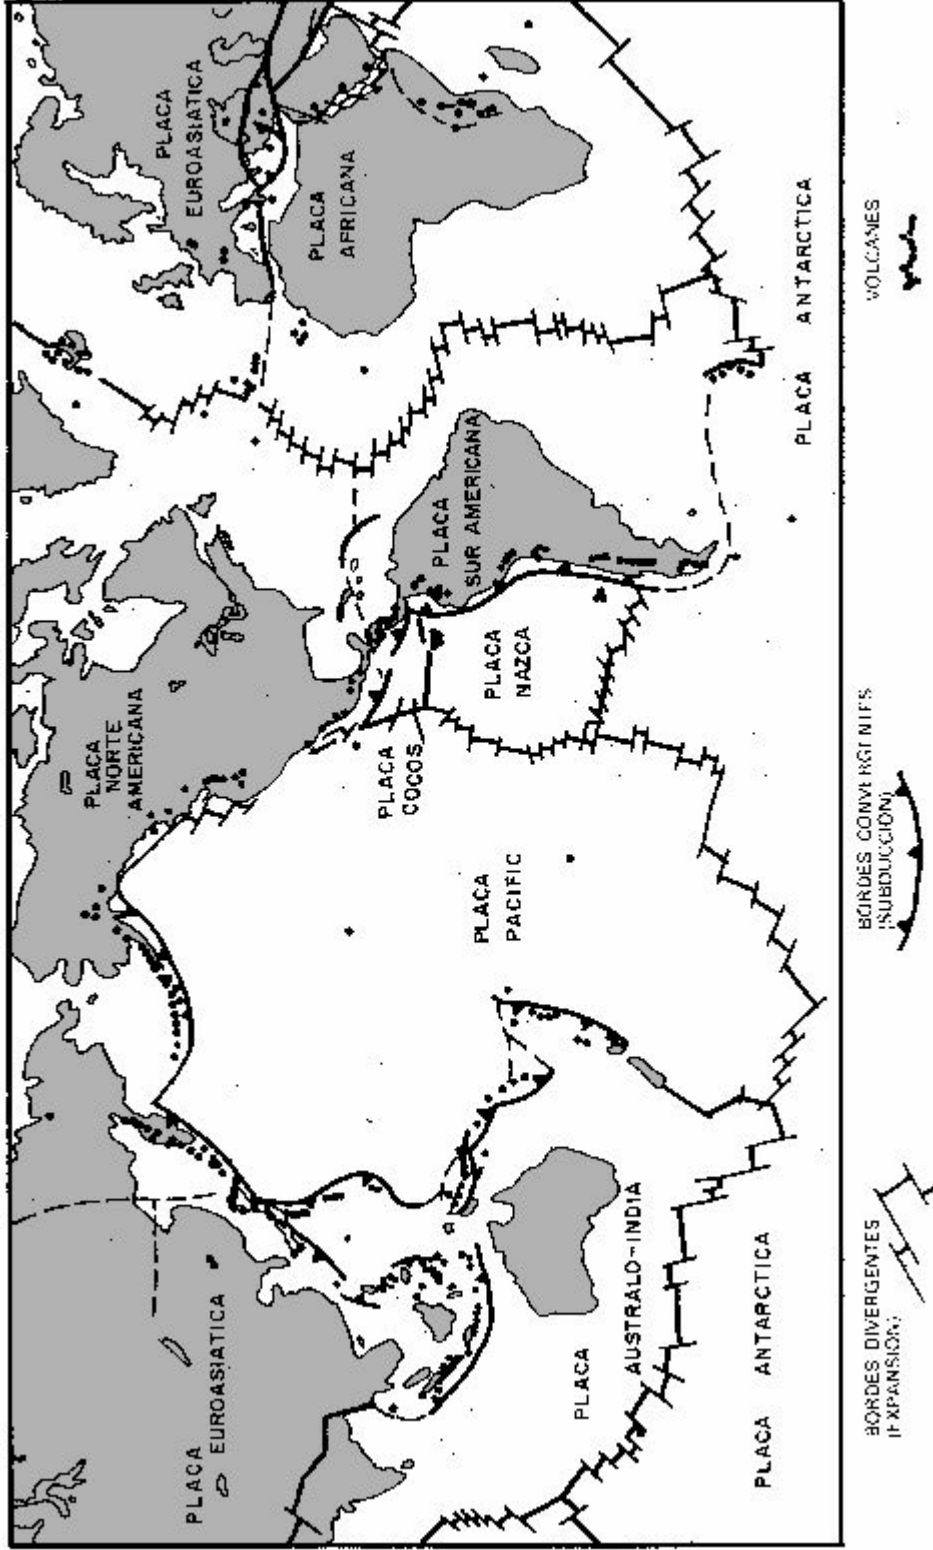 PLACA
EUROASIATICA
PLACA
NORTE
AMERICANA
PLACA
EUROASIATICA
PLACA
AFRICANA
PLACA
COCOS
PLACA
PACIFIC
PLACA
NAZCA
PLACA
SUR AMERICANA
PLACA
AUSTRALO-INDIA
PLACA ANTARCTICA
PLACA ANTARCTICA
BORDES DIVERGENTES
(EXPANSION)
BORDES CONVERGENTES
(SUBDUCCION)
VOLCANES